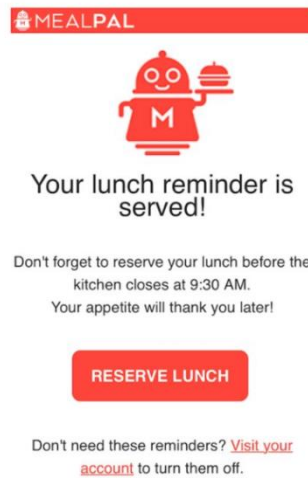 MEALPAL
M
Your lunch reminder is
served!
Don't forget to reserve your lunch before the
kitchen closes at 9:30 AM.
Your appetite will thank you later!
RESERVE LUNCH
Don't need these reminders? Visit your
account to turn them off.